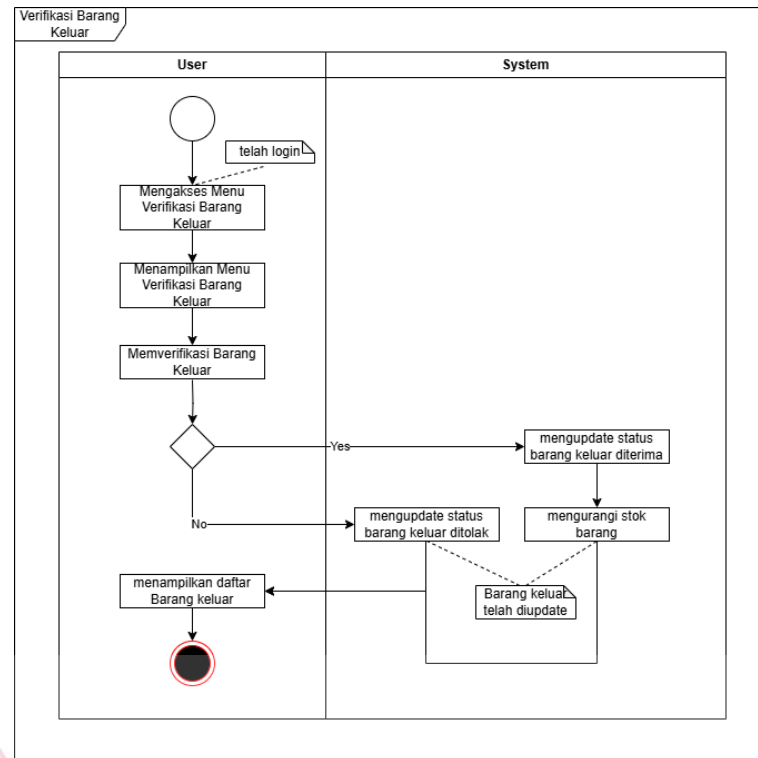 Verifikasi Barang
Keluar
User
System
telah login
Mengakses Menu
Verifikasi Barang
Keluar
Menampilkan Menu
Verifikasi Barang
Keluar
Memverifikasi Barang
Keluar
Yes
mengupdate status
barang keluar diterima
No
mengupdate status
barang keluar ditolak
mengurangi stok
barang
menampilkan daftar
Barang keluar
Barang keluar
telah diupdate